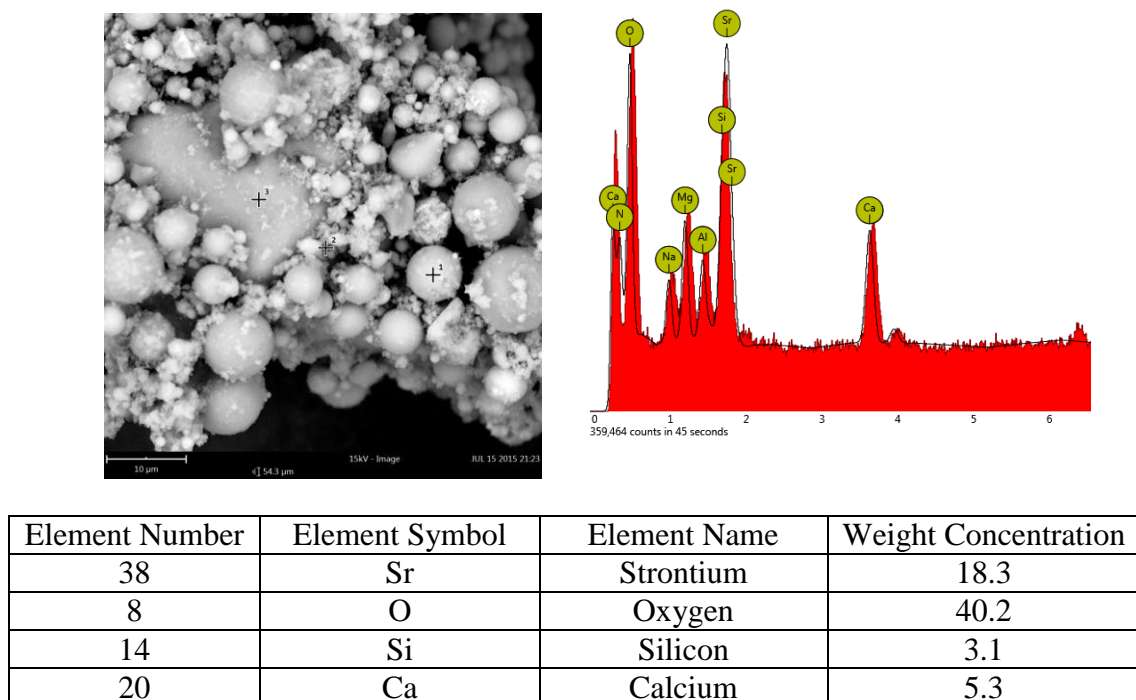 3
2
1
10 µm
54.3 µm
15kV - Image
JUL 15 2015 21:23
O
Sr
Si
Sr
Ca
N
Mg
Al
Na
Ca
0 1 2 3 4 5 6
359,464 counts in 45 seconds
Element Number Element Symbol Element Name Weight Concentration
38 Sr Strontium 18.3
8 O Oxygen 40.2
14 Si Silicon 3.1
20 Ca Calcium 5.3